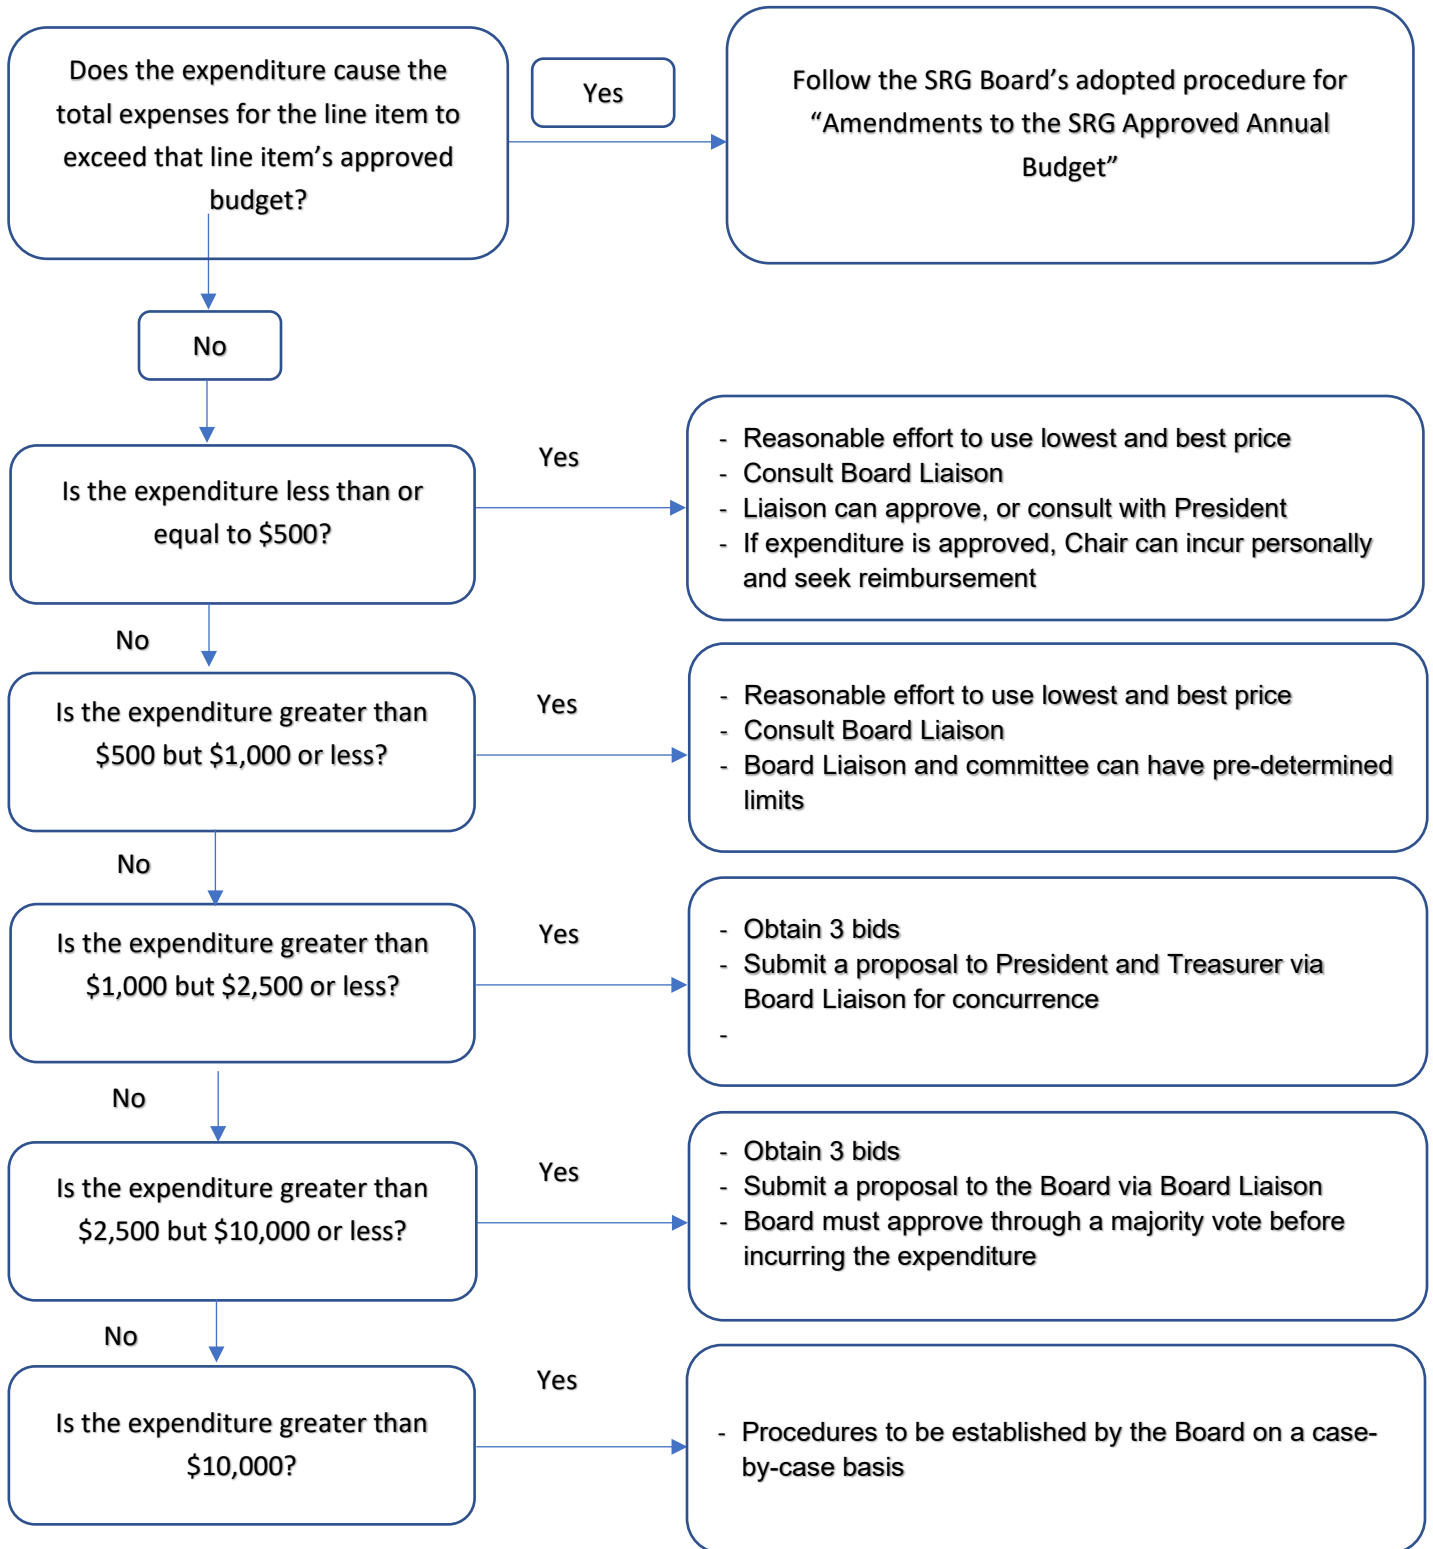 Does the expenditure cause the
total expenses for the line item to
exceed that line item's approved
budget?
Yes
Follow the SRG Board's adopted procedure for
“Amendments to the SRG Approved Annual
Budget”
No
Is the expenditure less than or
equal to $500?
Yes
- Reasonable effort to use lowest and best price
- Consult Board Liaison
- Liaison can approve, or consult with President
- If expenditure is approved, Chair can incur personally
and seek reimbursement
No
Is the expenditure greater than
$500 but $1,000 or less?
Yes
- Reasonable effort to use lowest and best price
- Consult Board Liaison
- Board Liaison and committee can have pre-determined
limits
No
Is the expenditure greater than
$1,000 but $2,500 or less?
Yes
- Obtain 3 bids
- Submit a proposal to President and Treasurer via
Board Liaison for concurrence
-
No
Is the expenditure greater than
$2,500 but $10,000 or less?
Yes
- Obtain 3 bids
- Submit a proposal to the Board via Board Liaison
- Board must approve through a majority vote before
incurring the expenditure
No
Is the expenditure greater than
$10,000?
Yes
- Procedures to be established by the Board on a case-
by-case basis